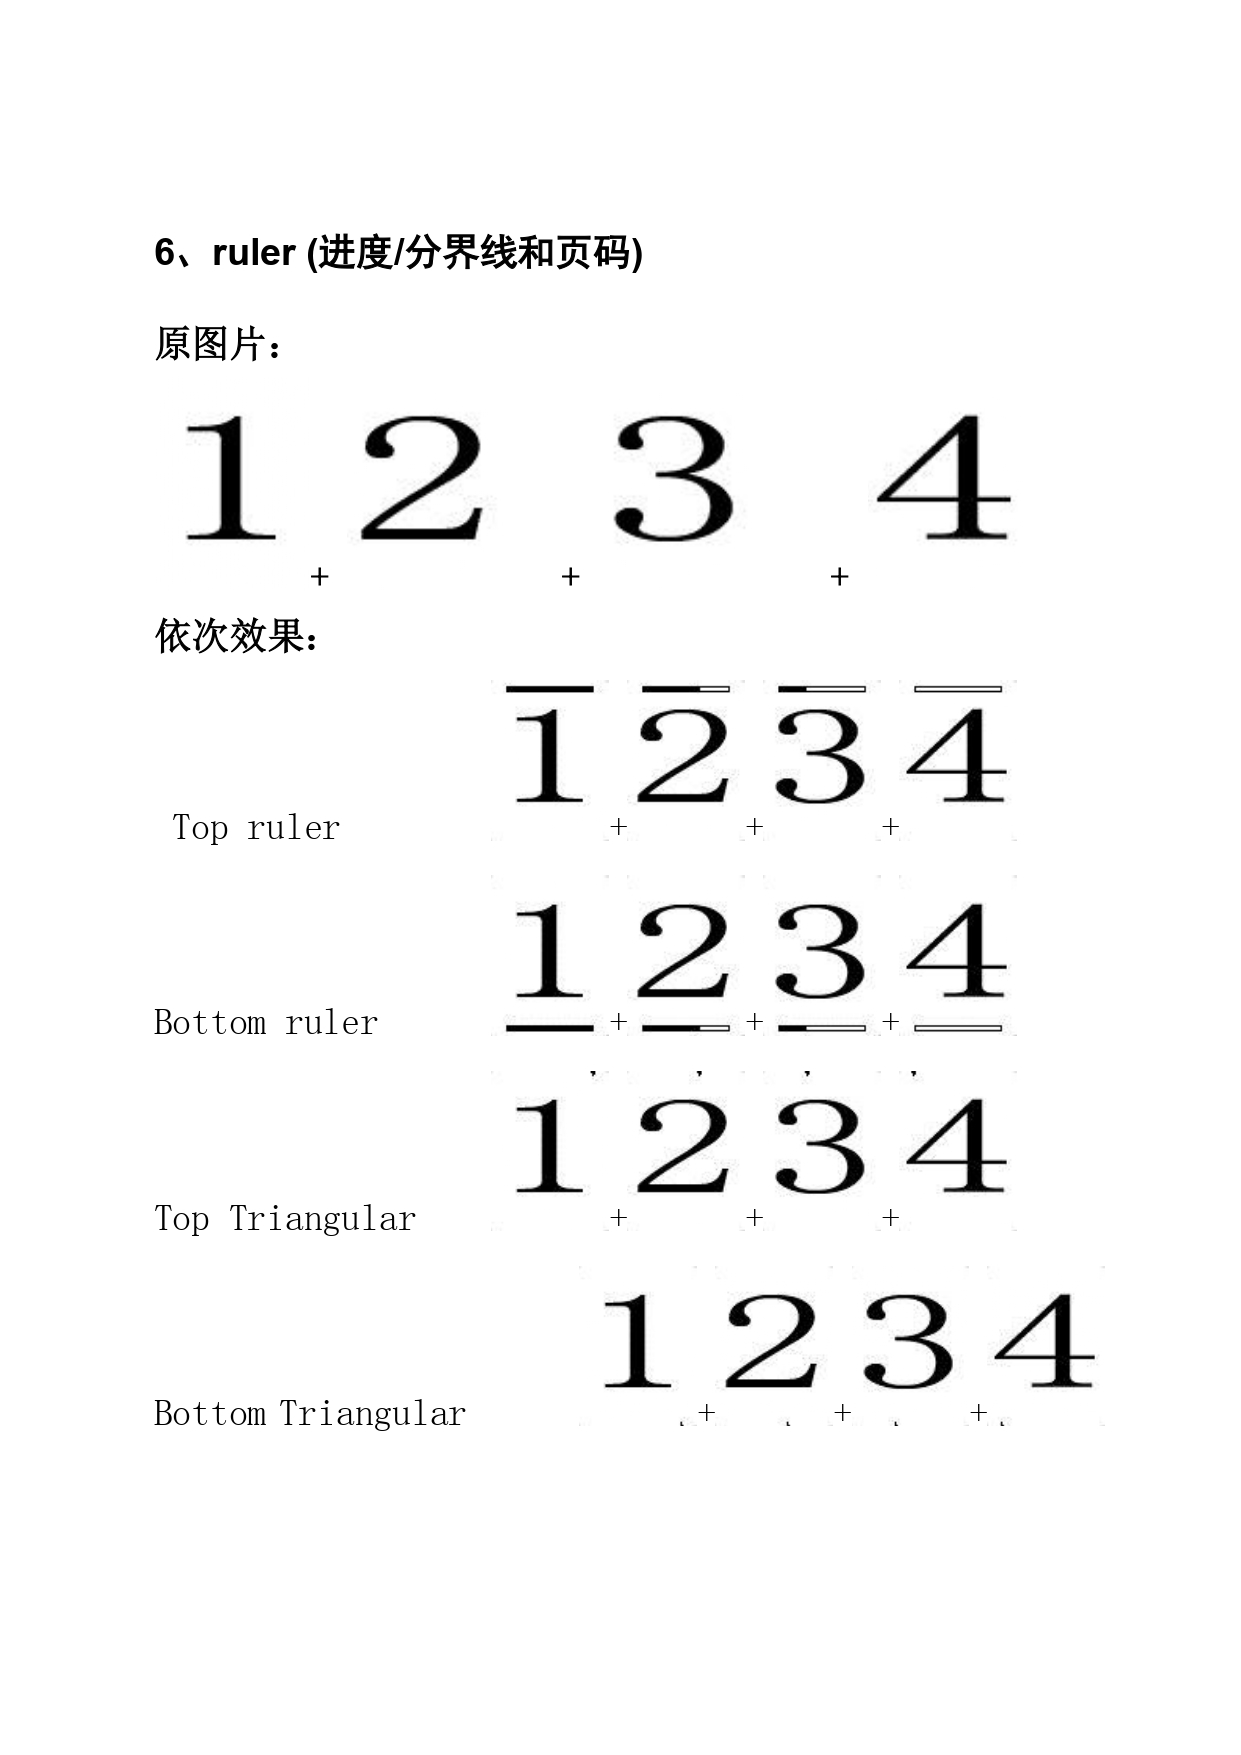 6、ruler (进度/分界线和页码)
原图片：
1 + 2 + 3 + 4
依次效果：
Top ruler 1 + 2 + 3 + 4
Bottom ruler 1 + 2 + 3 + 4
Top Triangular 1 + 2 + 3 + 4
Bottom Triangular 1 + 2 + 3 + 4